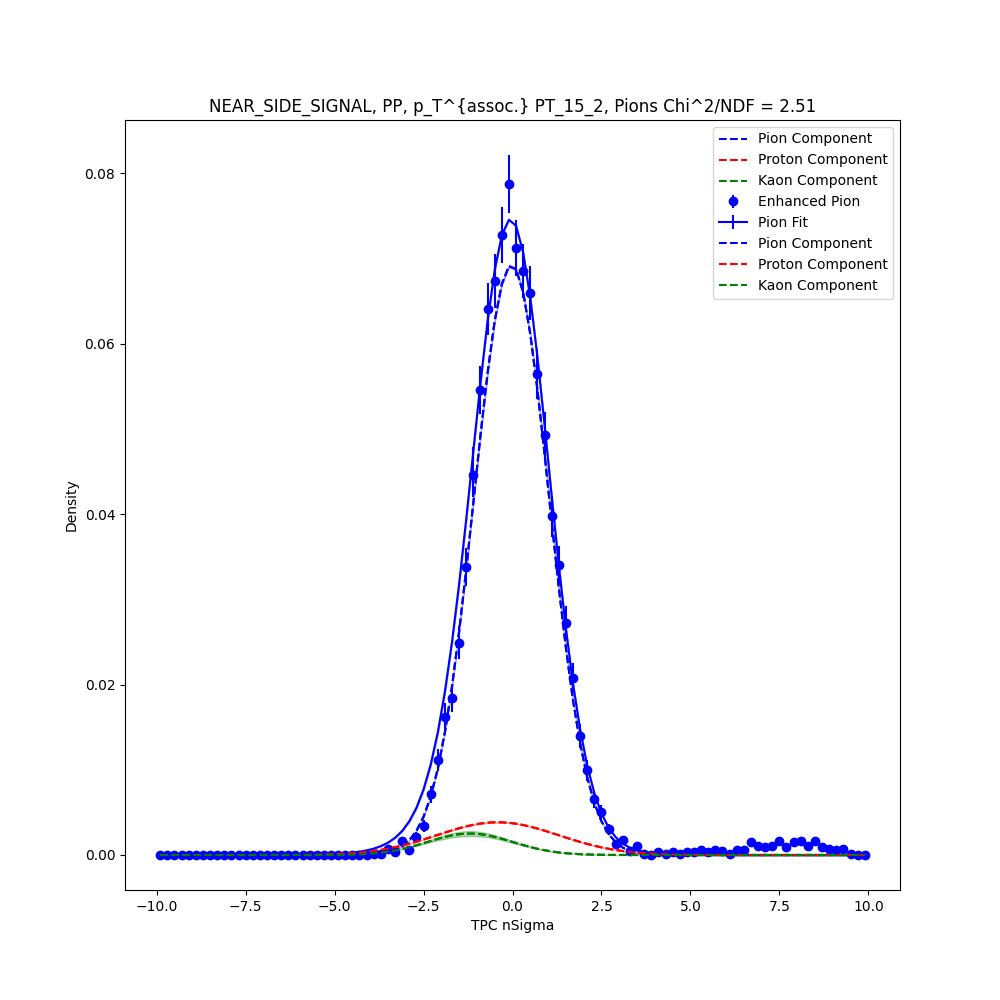 NEAR_SIDE_SIGNAL, PP, p_T^{assoc.} PT_15_2, Pions Chi^2/NDF = 2.51
Pion Component
Proton Component
Kaon Component
Enhanced Pion
Pion Fit
Pion Component
Proton Component
Kaon Component
0.08
0.06
0.04
0.02
0.00
Density
−10.0 −7.5 −5.0 −2.5 0.0 2.5 5.0 7.5 10.0
TPC nSigma